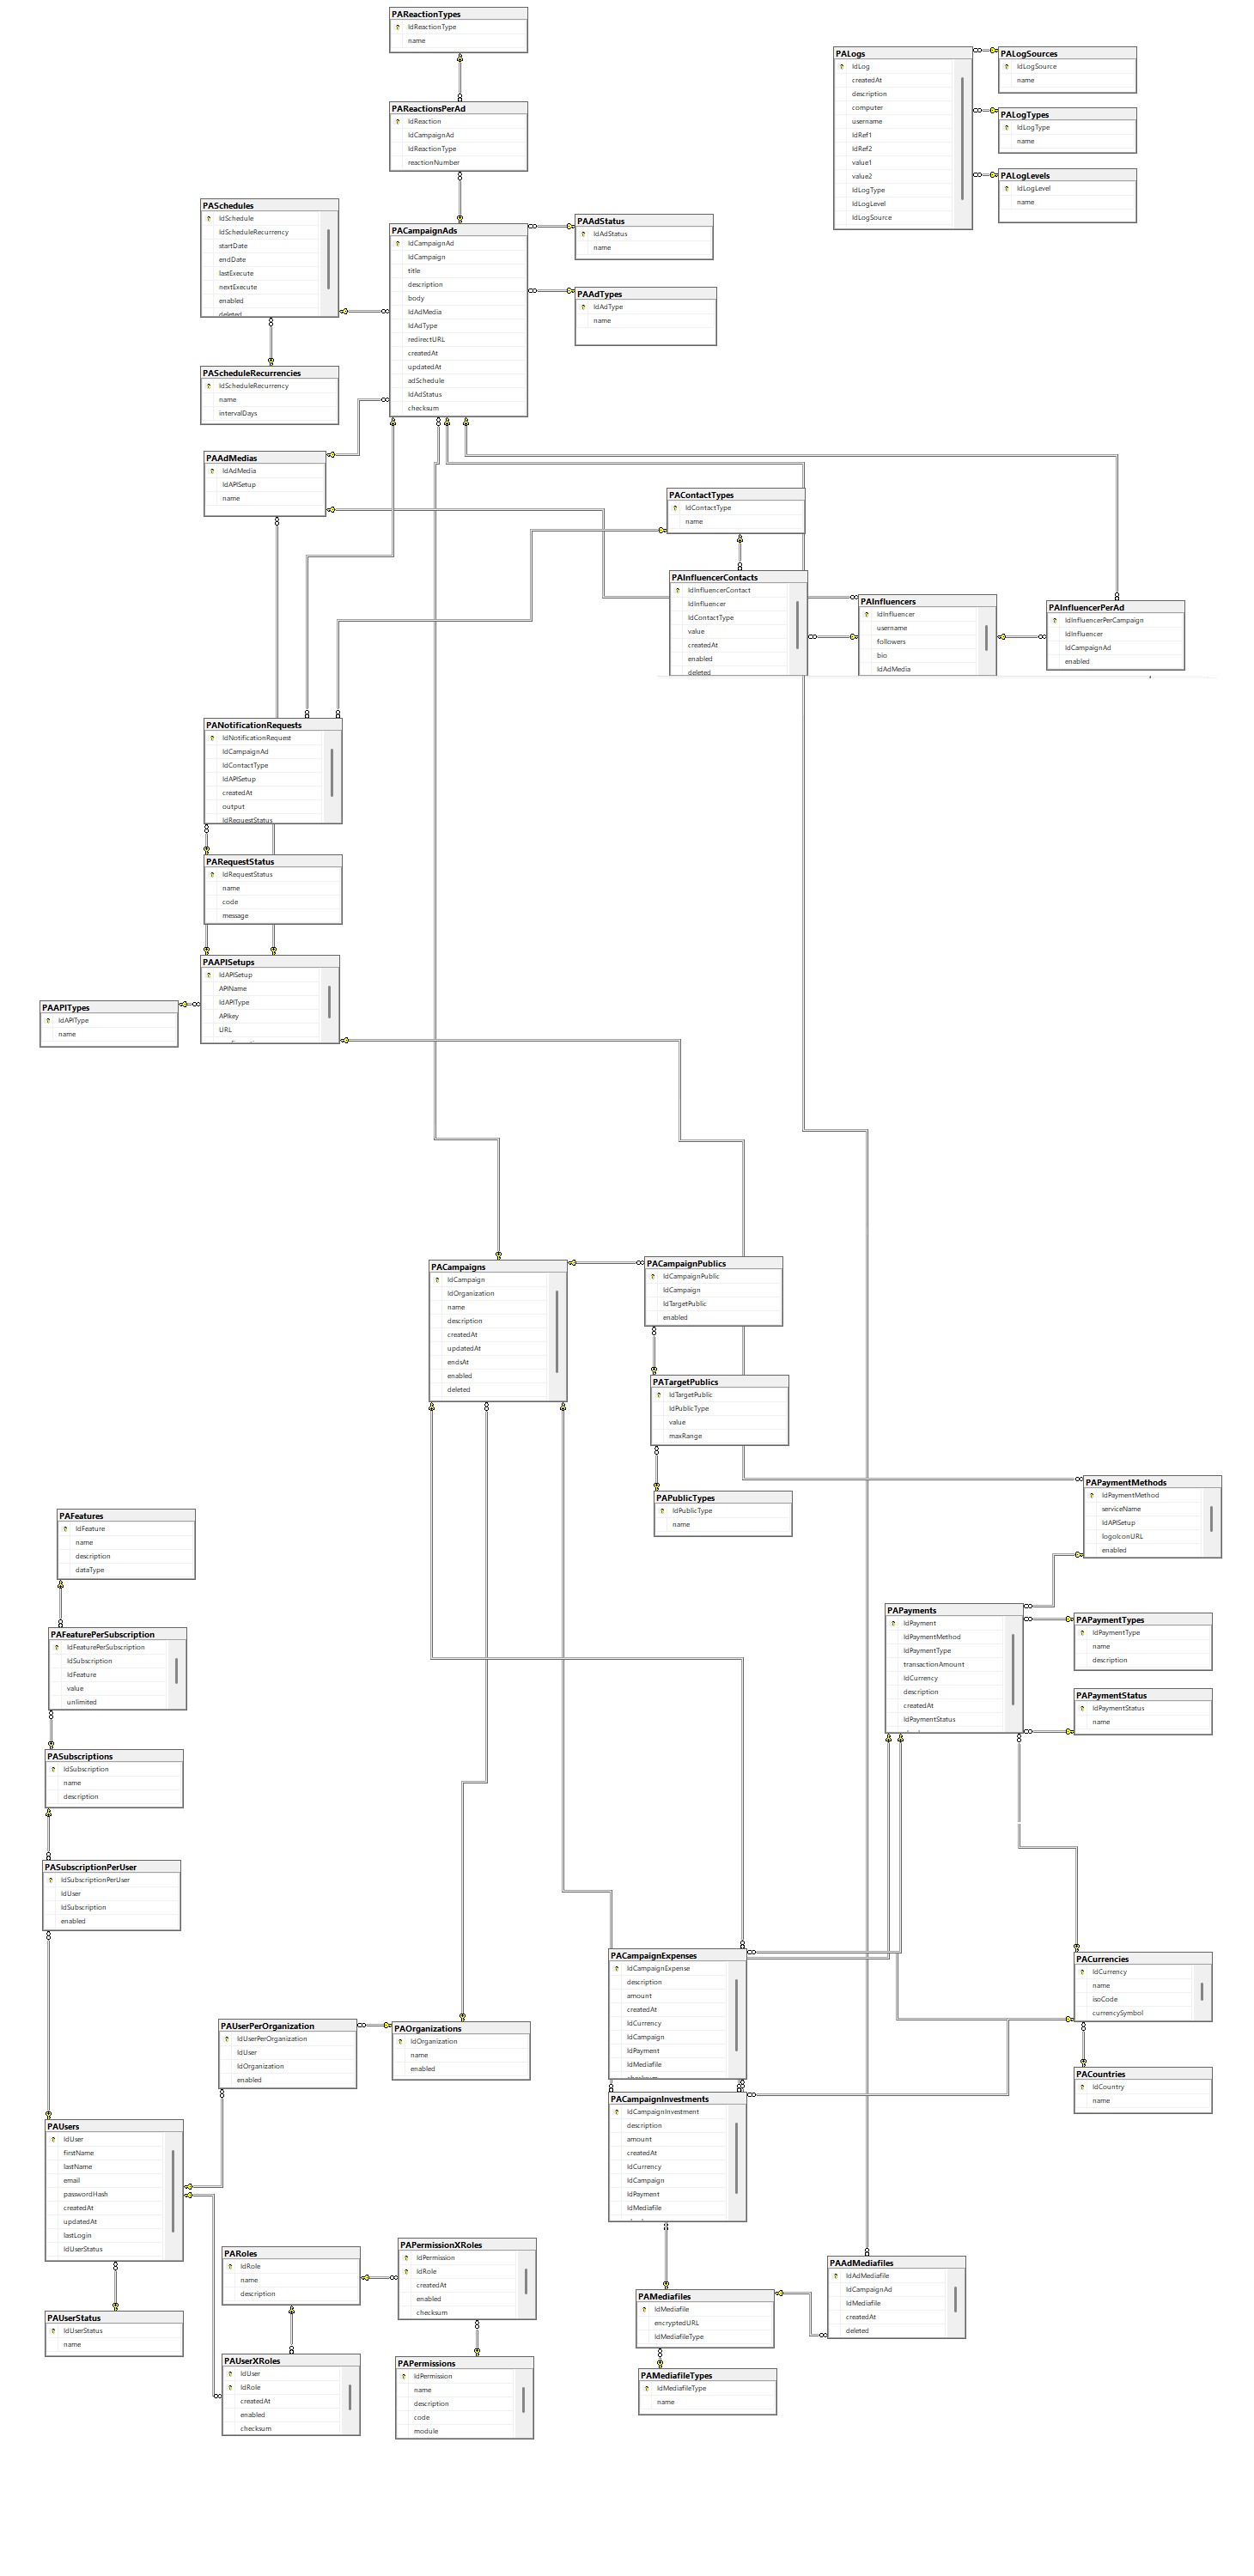 PAReactionTypes
IdReactionType
name
PAReactionsPerAd
IdReaction
IdCampaignAd
IdReactionType
reactionNumber
PALogs
IdLog
createdAt
description
computer
username
IdRef1
IdRef2
value1
value2
IdLogType
IdLogLevel
IdLogSource
PALogSources
IdLogSource
name
PALogTypes
IdLogType
name
PALogLevels
IdLogLevel
name
PASchedules
IdSchedule
IdScheduleRecurrency
startDate
endDate
lastExecute
nextExecute
enabled
deleted
PACampaignAds
IdCampaignAd
IdCampaign
title
description
body
IdAdMedia
IdAdType
redirectURL
createdAt
updatedAt
adSchedule
IdAdStatus
checksum
PAAdStatus
IdAdStatus
name
PAAdTypes
IdAdType
name
PAScheduleRecurrencies
IdScheduleRecurrency
name
intervalDays
PAAdMedias
IdAdMedia
IdAPISetup
name
PAContactTypes
IdContactType
name
PAInfluencerContacts
IdInfluencerContact
IdInfluencer
IdContactType
value
createdAt
enabled
deleted
PAInfluencers
IdInfluencer
username
followers
bio
IdAdMedia
PAInfluencerPerAd
IdInfluencerPerCampaign
IdInfluencer
IdCampaignAd
enabled
PANotificationRequests
IdNotificationRequest
IdCampaignAd
IdContactType
IdAPISetup
createdAt
output
IdRequestStatus
PARequestStatus
IdRequestStatus
name
code
message
PAAPISetups
IdAPISetup
APIName
IdAPIType
APIkey
URL
PAAPITypes
IdAPIType
name
PACampaigns
IdCampaign
IdOrganization
name
description
createdAt
updatedAt
endsAt
enabled
deleted
PACampaignPublics
IdCampaignPublic
IdCampaign
IdTargetPublic
enabled
PATargetPublics
IdTargetPublic
IdPublicType
value
maxRange
PAPublicTypes
IdPublicType
name
PAPaymentMethods
IdPaymentMethod
serviceName
IdAPISetup
logoIconURL
enabled
PAFeatures
IdFeature
name
description
dataType
PAFeaturePerSubscription
IdFeaturePerSubscription
IdSubscription
IdFeature
value
unlimited
PAPayments
IdPayment
IdPaymentMethod
IdPaymentType
transactionAmount
IdCurrency
description
createdAt
IdPaymentStatus
PAPaymentTypes
IdPaymentType
name
description
PAPaymentStatus
IdPaymentStatus
name
PASubscriptions
IdSubscription
name
description
PASubscriptionPerUser
IdSubscriptionPerUser
IdUser
IdSubscription
enabled
PACampaignExpenses
IdCampaignExpense
description
amount
createdAt
IdCurrency
IdCampaign
IdPayment
IdMediafile
checksum
PACurrencies
IdCurrency
name
isoCode
currencySymbol
PACountries
IdCountry
name
PAUserPerOrganization
IdUserPerOrganization
IdUser
IdOrganization
enabled
PAOrganizations
IdOrganization
name
enabled
PACampaignInvestments
IdCampaignInvestment
description
amount
createdAt
IdCurrency
IdCampaign
IdPayment
IdMediafile
PAUsers
IdUser
firstName
lastName
email
passwordHash
createdAt
updatedAt
lastLogin
IdUserStatus
PARoles
IdRole
name
description
PAPermissionXRoles
IdPermission
IdRole
createdAt
enabled
checksum
PAAdMediafiles
IdAdMediafile
IdCampaignAd
IdMediafile
createdAt
deleted
PAMediafiles
IdMediafile
encryptedURL
IdMediafileType
PAUserStatus
IdUserStatus
name
PAUserXRoles
IdUser
IdRole
createdAt
enabled
checksum
PAPermissions
IdPermission
name
description
code
module
PAMediafileTypes
IdMediafileType
name